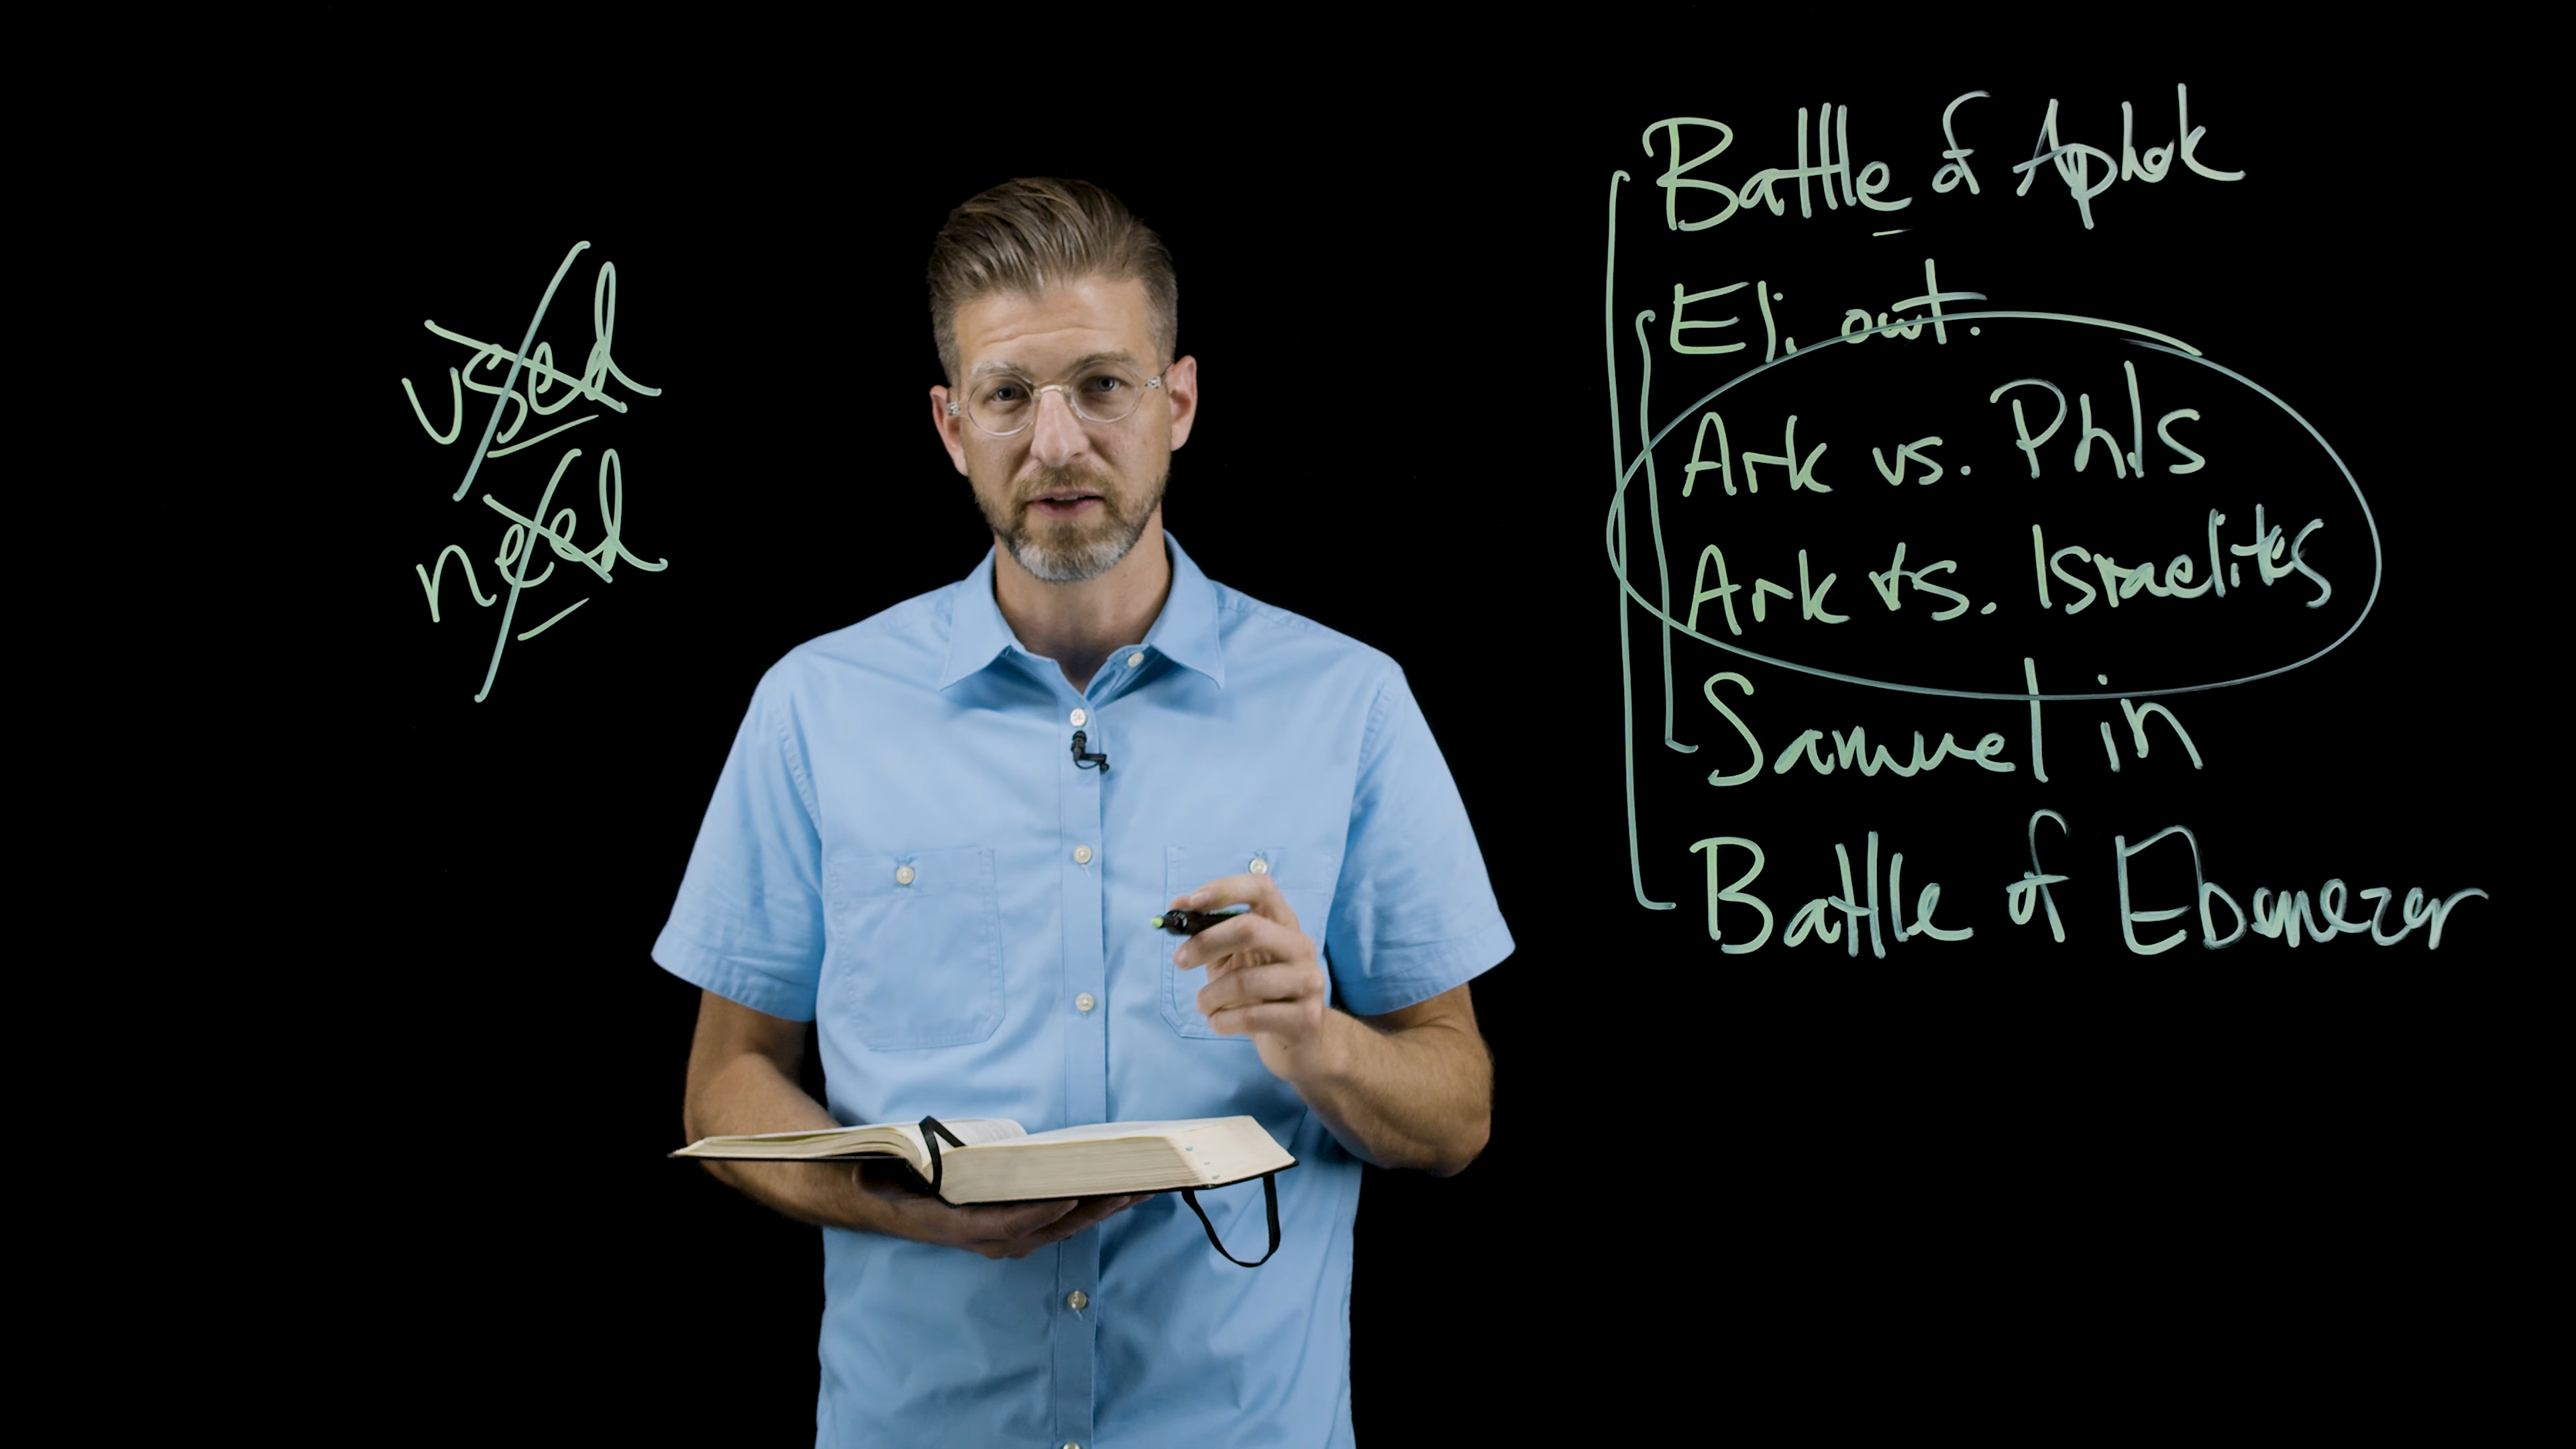 used
need
Battle of Aphek
Eli out.
Ark vs. Phils
Ark vs. Israelites
Samuel in
Battle of Ebenezer